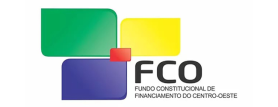 FCO
FUNDO CONSTITUCIONAL DE
FINANCIAMENTO DO CENTRO-OESTE